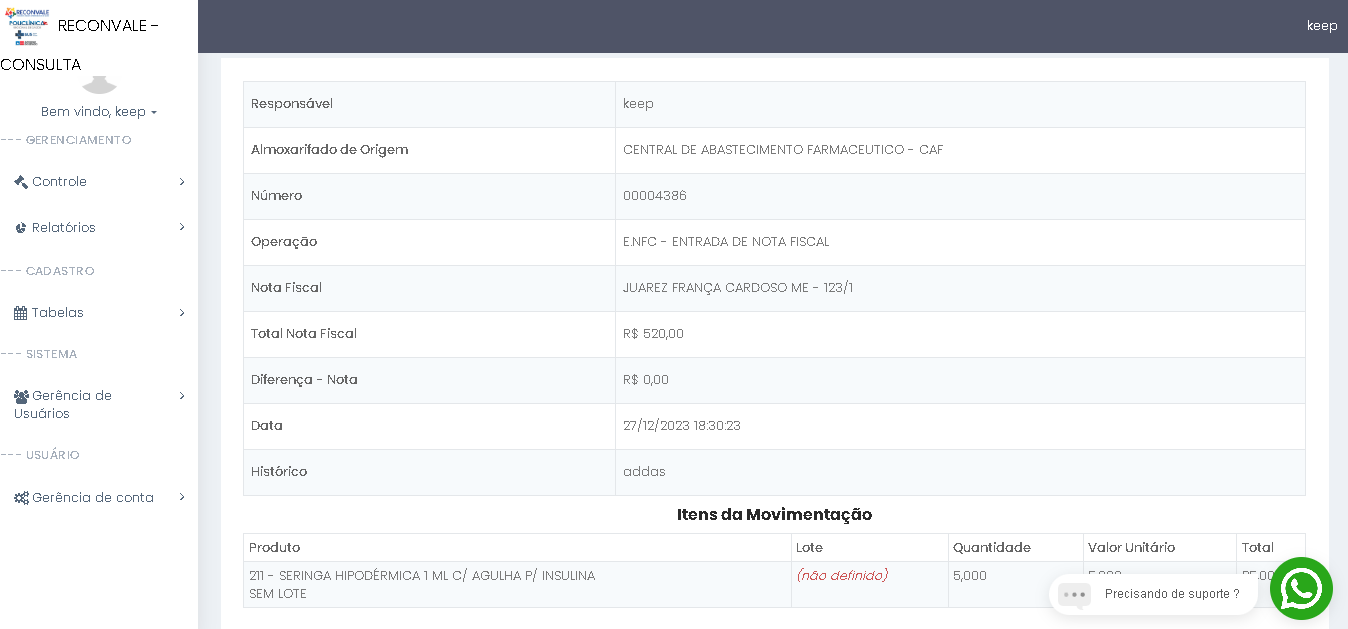 RECONVALE
POLICLÍNICA
RECONVALE -
CONSULTA
keep
Bem vindo, keep
--- GERENCIAMENTO
Controle
Relatórios
--- CADASTRO
Tabelas
--- SISTEMA
Gerência de
Usuários
--- USUÁRIO
Gerência de conta
Responsável keep
Almoxarifado de Origem CENTRAL DE ABASTECIMENTO FARMACEUTICO - CAF
Número 00004386
Operação E.NFC - ENTRADA DE NOTA FISCAL
Nota Fiscal JUAREZ FRANÇA CARDOSO ME - 123/1
Total Nota Fiscal R$ 520,00
Diferença - Nota R$ 0,00
Data 27/12/2023 18:30:23
Histórico addas
Itens da Movimentação
Produto Lote Quantidade Valor Unitário Total
211 - SERINGA HIPODÉRMICA 1 ML C/ AGULHA P/ INSULINA (não definido) 5,000
SEM LOTE
Precisando de suporte ?